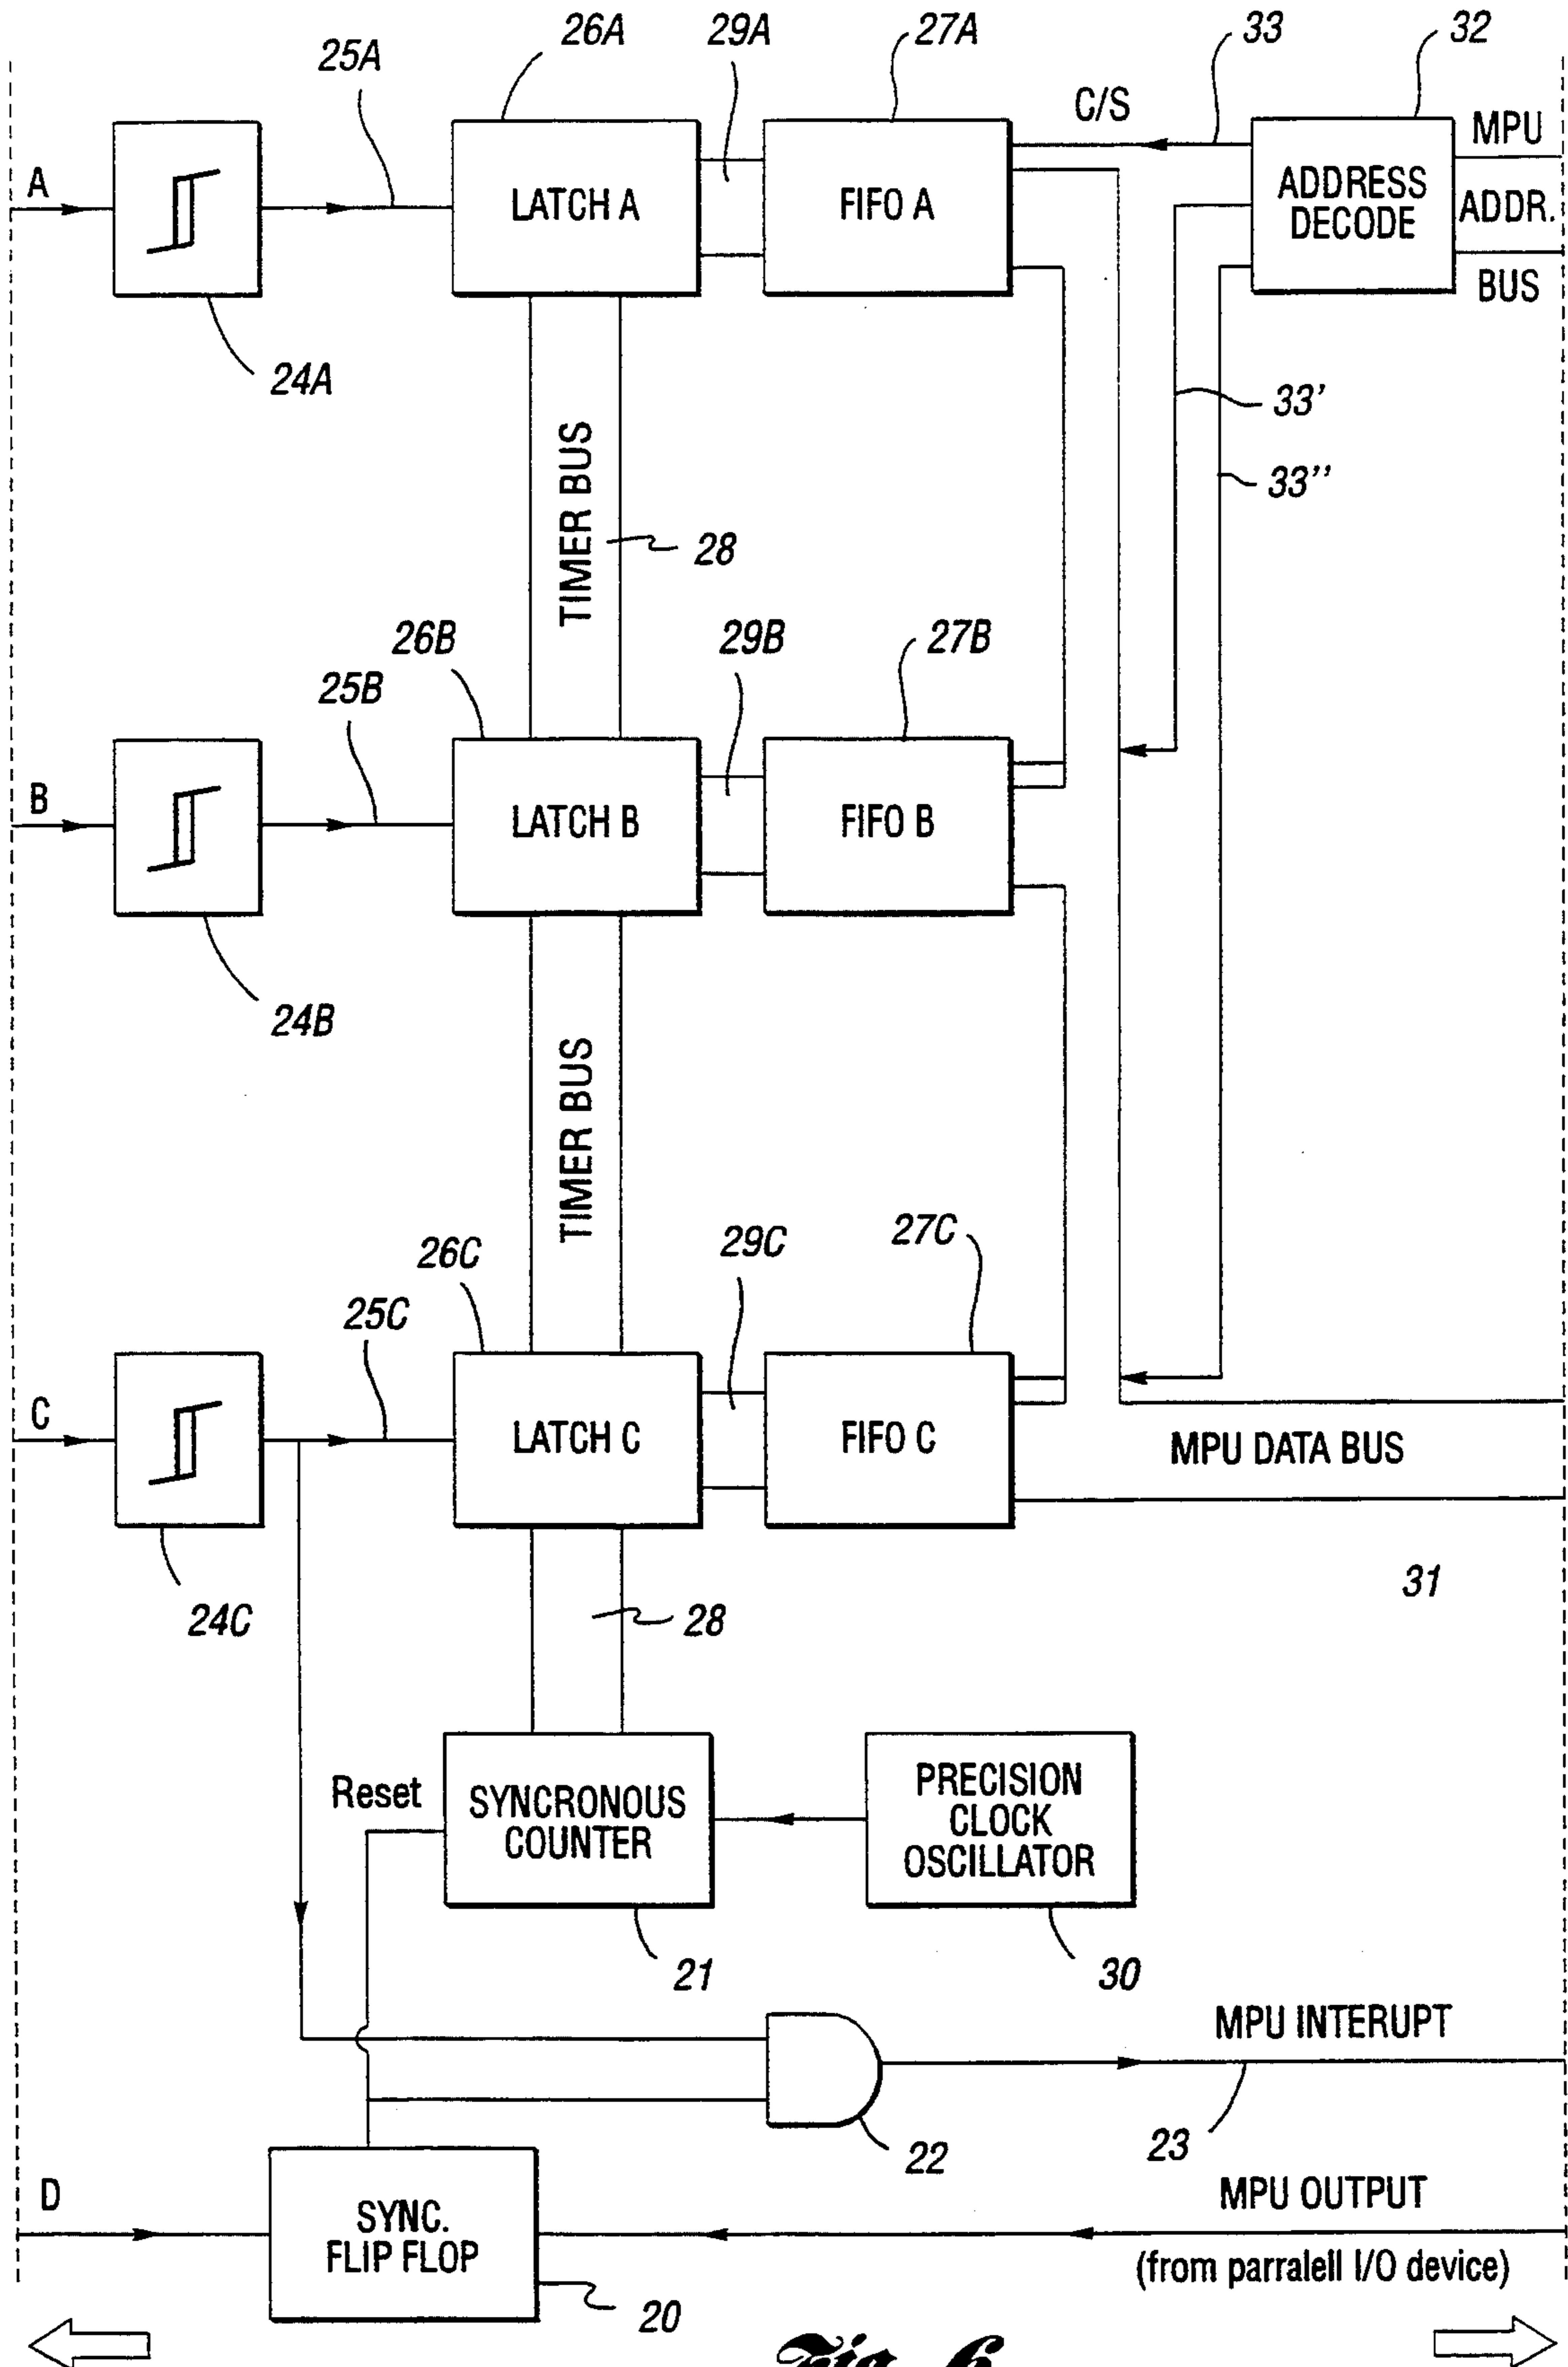 26A
29A
27A
33
32
25A
C/S
MPU
A
LATCH A
FIFO A
ADDRESS
DECODE
ADDR.
BUS
24A
33'
33''
TIMER BUS
28
26B
29B
27B
25B
B
LATCH B
FIFO B
24B
TIMER BUS
26C
29C
27C
25C
C
LATCH C
FIFO C
MPU DATA BUS
31
24C
28
Reset
SYNCRONOUS
COUNTER
PRECISION
CLOCK
OSCILLATOR
21
30
MPU INTERUPT
22
23
D
SYNC.
FLIP FLOP
MPU OUTPUT
(from parralell I/O device)
20
Fig. 6